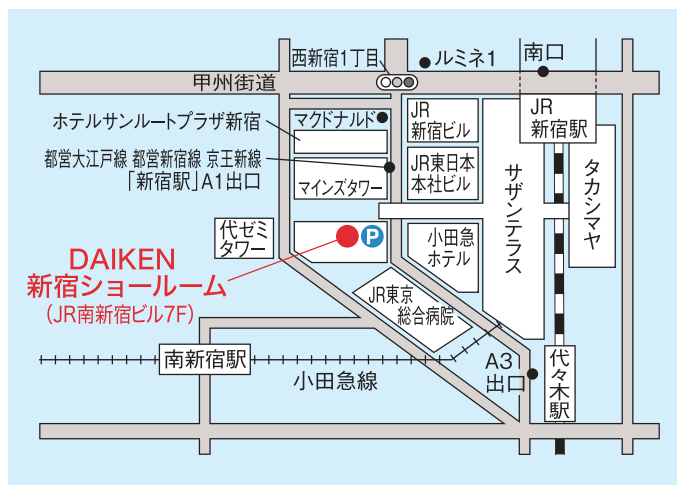 西新宿1丁目
ルミネ1
南口
甲州街道
JR
新宿駅
ホテルサンルートプラザ新宿
マクドナルド
JR
新宿ビル
都営大江戸線 都営新宿線 京王新線
「新宿駅」A1出口
マインズタワー
JR東日本
本社ビル
サザンテラス
タカシマヤ
代ゼミ
タワー
P
小田急
ホテル
DAIKEN
新宿ショールーム
(JR南新宿ビル7F)
JR東京
総合病院
南新宿駅
小田急線
A3
出口
代々木駅